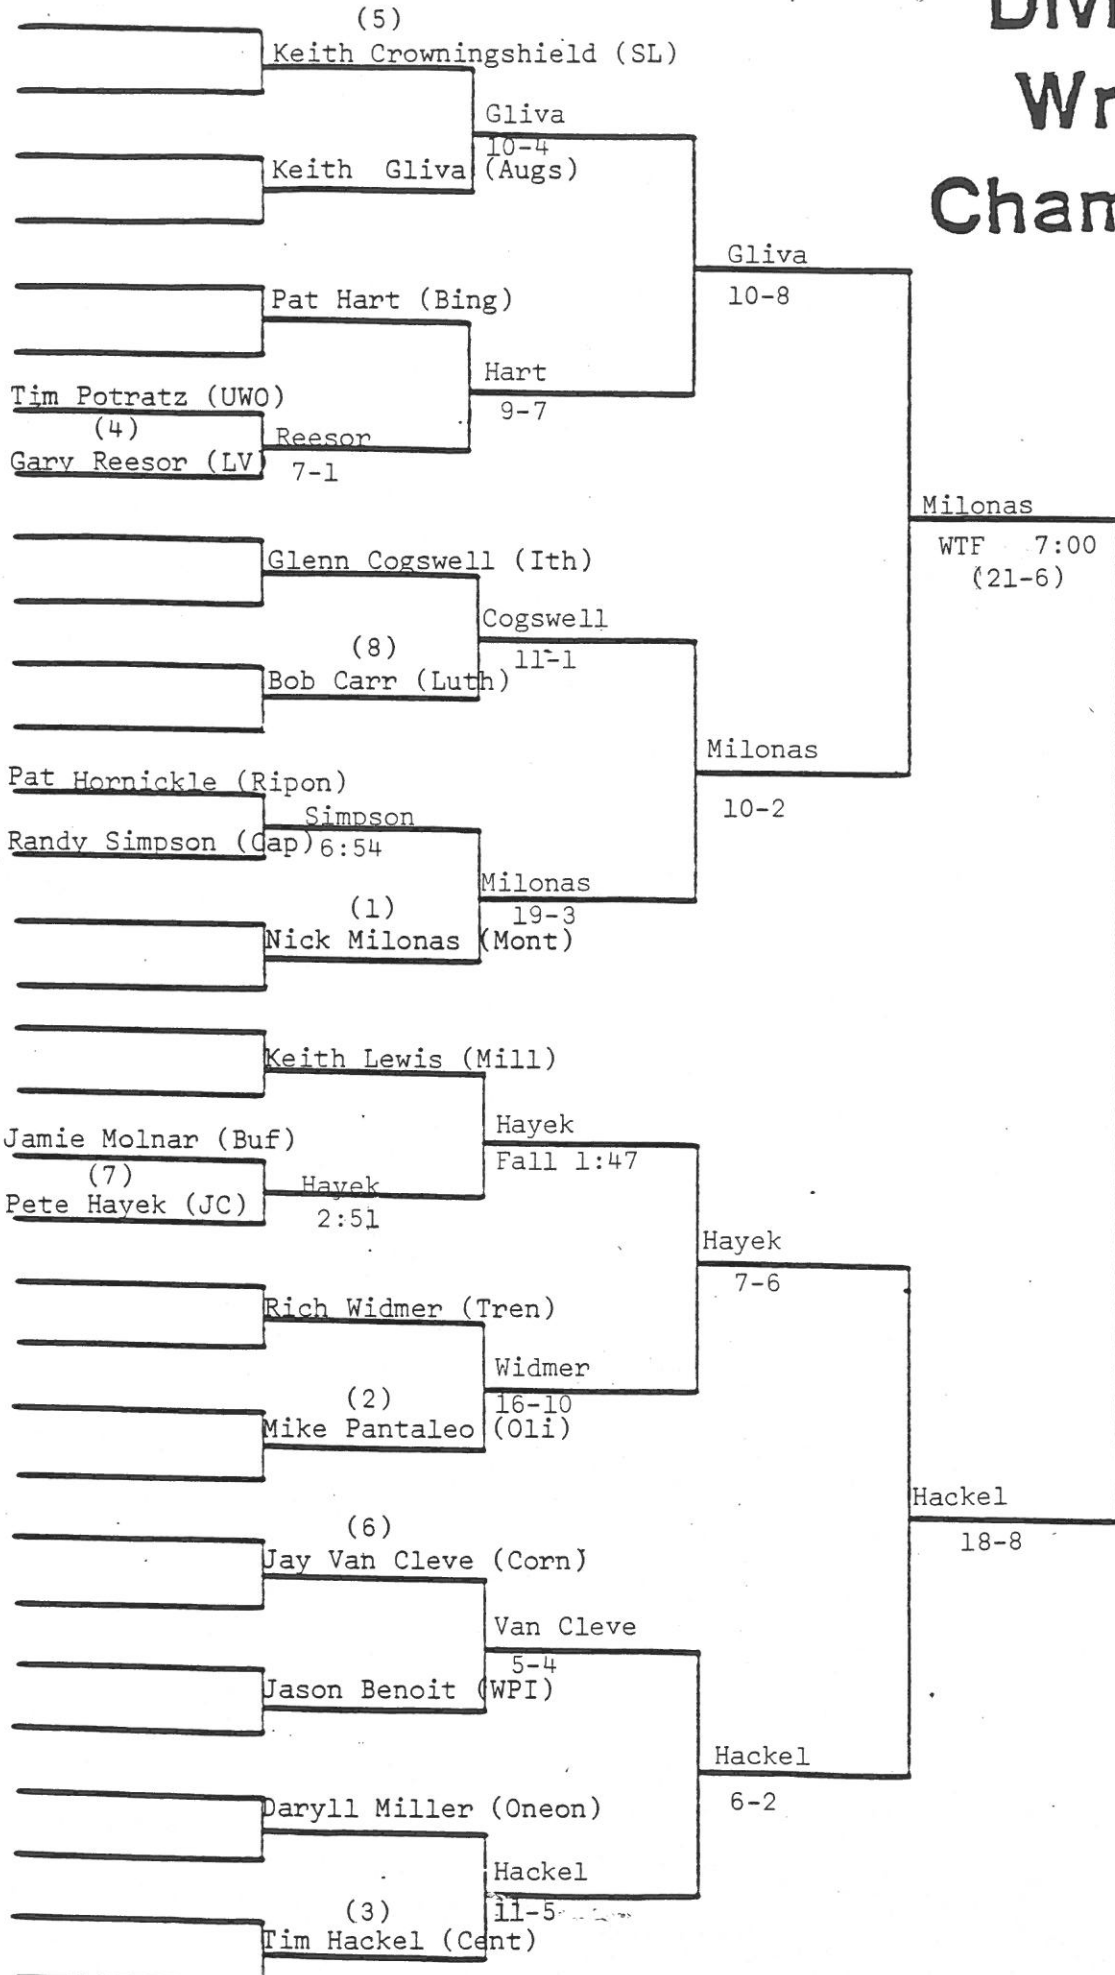 (5)
DIVI
Keith Crowningshield (SL)
Wr
Gliva
10-4
Keith Gliva (Augs)
Cham
Gliva
10-8
Pat Hart (Bing)
Hart
9-7
Tim Potratz (UWO)
(4)
Reesor
Gary Reesor (LV)
7-1
Milonas
WTF 7:00
(21-6)
Glenn Cogswell (Ith)
Cogswell
11-1
(8)
Bob Carr (Luth)
Milonas
10-2
Pat Hornickle (Ripon)
Simpson
Randy Simpson (Cap) 6:54
Milonas
19-3
(1)
Nick Milonas (Mont)
Keith Lewis (Mill)
Hayek
Fall 1:47
Jamie Molnar (Buf)
(7)
Hayek
Pete Hayek (JC)
2:51
Hayek
7-6
Rich Widmer (Tren)
Widmer
16-10
(2)
Mike Pantaleo (Oli)
Hackel
18-8
(6)
Jay Van Cleve (Corn)
Van Cleve
5-4
Jason Benoit (WPI)
Hackel
6-2
Daryll Miller (Oneon)
Hackel
11-5
(3)
Tim Hackel (Cent)